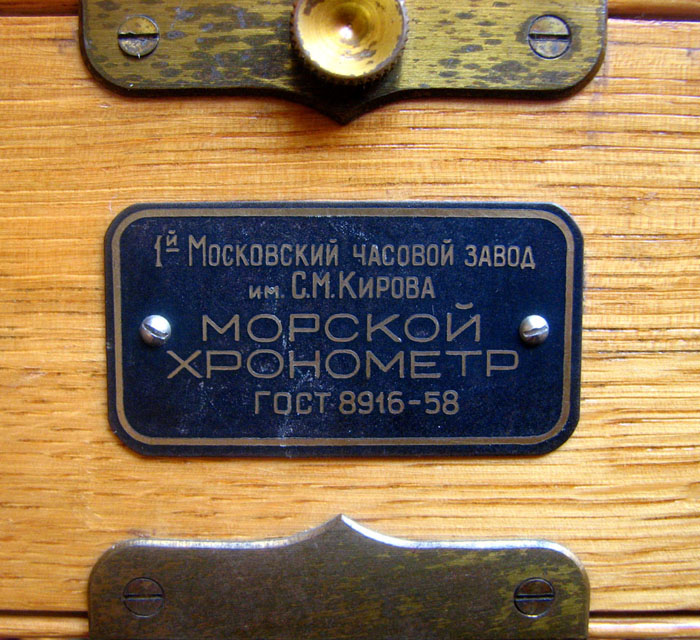 1й Московский часовой завод
им. С.М.Кирова
МОРСКОЙ
ХРОНОМЕТР
ГОСТ 8916-58